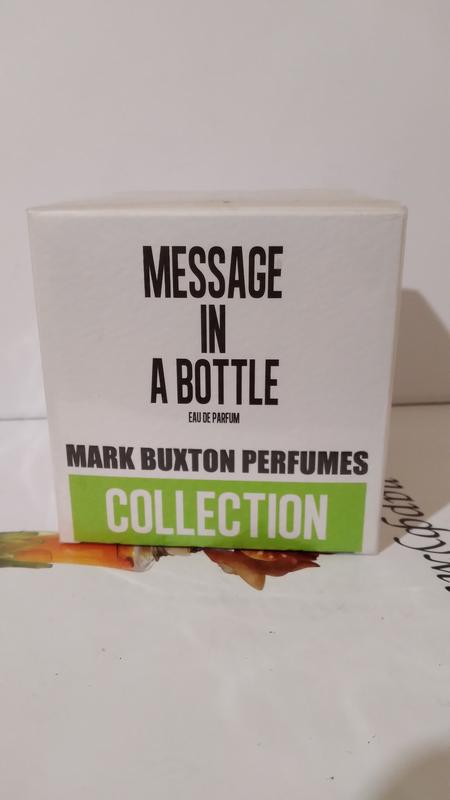 MESSAGE
IN
A BOTTLE
EAU DE PARFUM
MARK BUXTON PERFUMES
COLLECTION